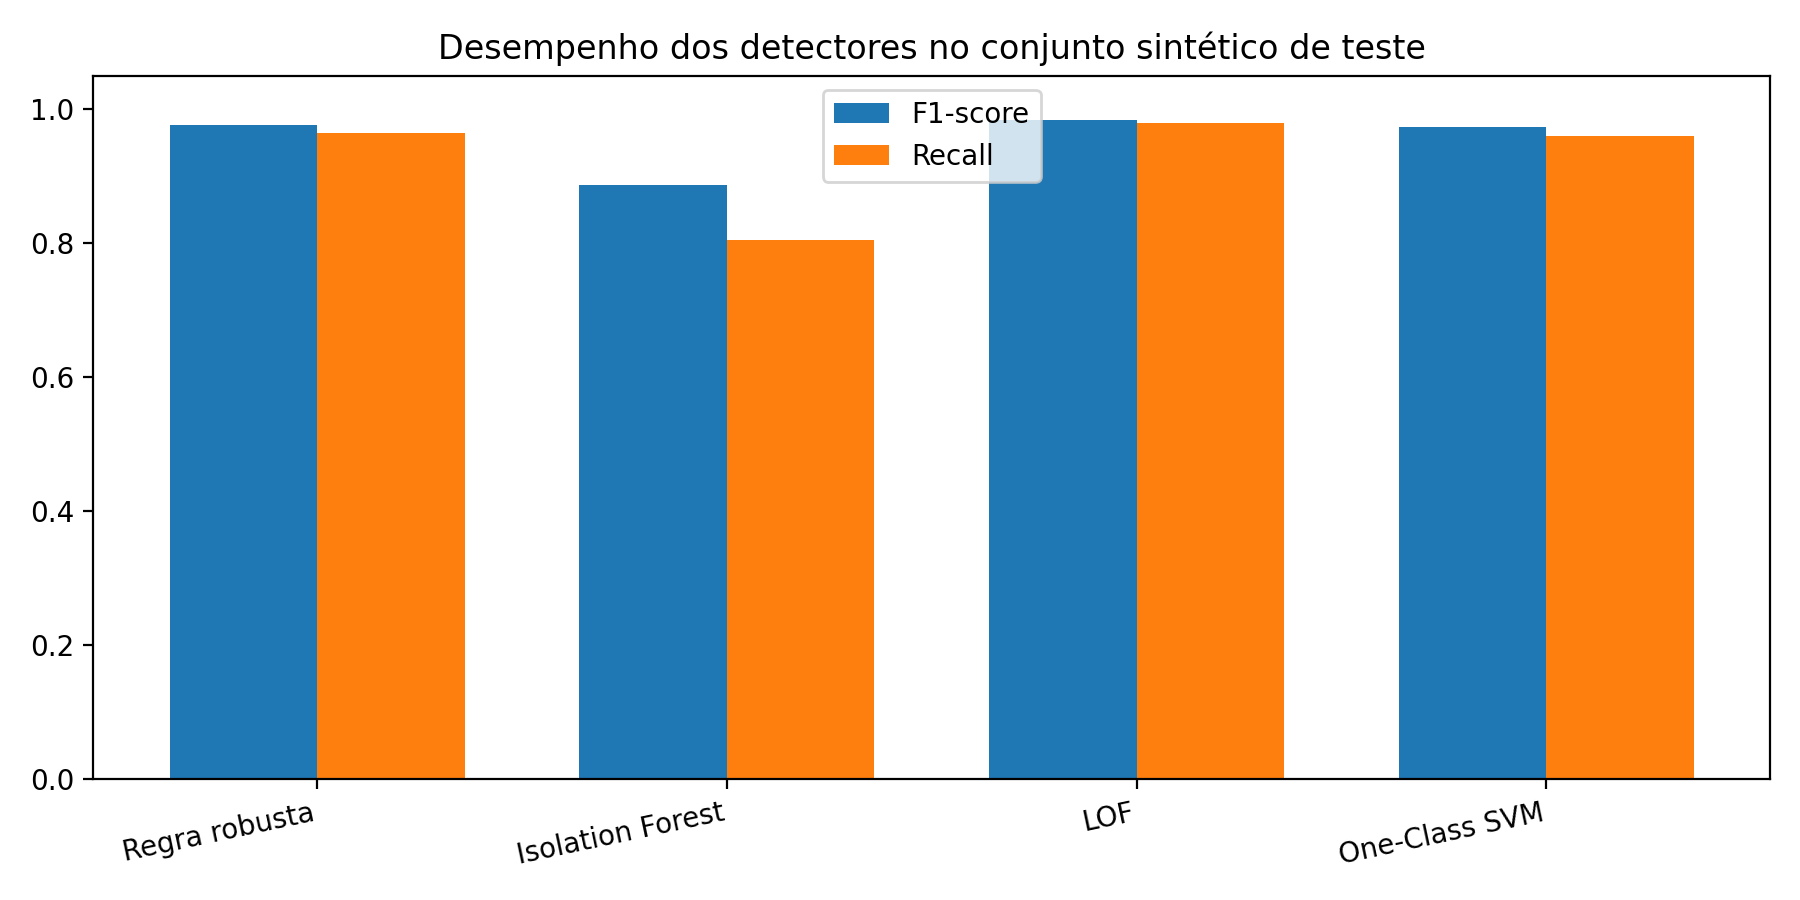 Desempenho dos detectores no conjunto sintético de teste
F1-score
Recall
1.0
0.8
0.6
0.4
0.2
0.0
Regra robusta
Isolation Forest
LOF
One-Class SVM